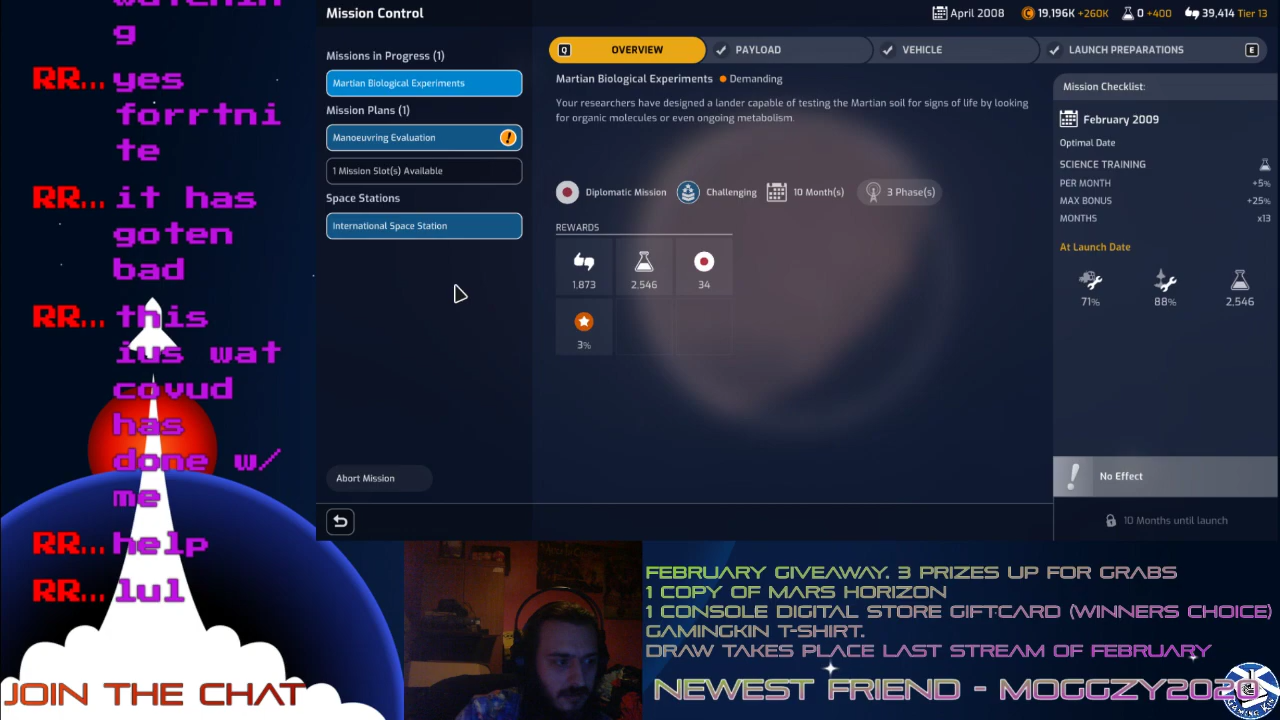 watchin
g
RR... yes
forrtni
te
RR... it has
goten
bad
RR... this
ius wat
covud
has
done w/
me
RR... help
RR... lul
JOIN THE CHAT
Mission Control
April 2008
19,196K +260K
0 +400
39,414 Tier 13
Missions in Progress (1)
Martian Biological Experiments
Mission Plans (1)
Manoeuvring Evaluation
1 Mission Slot(s) Available
Space Stations
International Space Station
Abort Mission
Q OVERVIEW
PAYLOAD
VEHICLE
LAUNCH PREPARATIONS E
Martian Biological Experiments Demanding
Your researchers have designed a lander capable of testing the Martian soil for signs of life by looking
for organic molecules or even ongoing metabolism.
Diplomatic Mission Challenging 10 Month(s) 3 Phase(s)
REWARDS
1,873 2,546 34
3%
Mission Checklist:
February 2009
Optimal Date
SCIENCE TRAINING
PER MONTH +5%
MAX BONUS +25%
MONTHS x13
At Launch Date
71% 88% 2,546
No Effect
10 Months until launch
FEBRUARY GIVEAWAY. 3 PRIZES UP FOR GRABS
1 COPY OF MARS HORIZON
1 CONSOLE DIGITAL STORE GIFTCARD (WINNERS CHOICE)
GAMINGKIN T-SHIRT.
DRAW TAKES PLACE LAST STREAM OF FEBRUARY
NEWEST FRIEND - MOGGZY2020